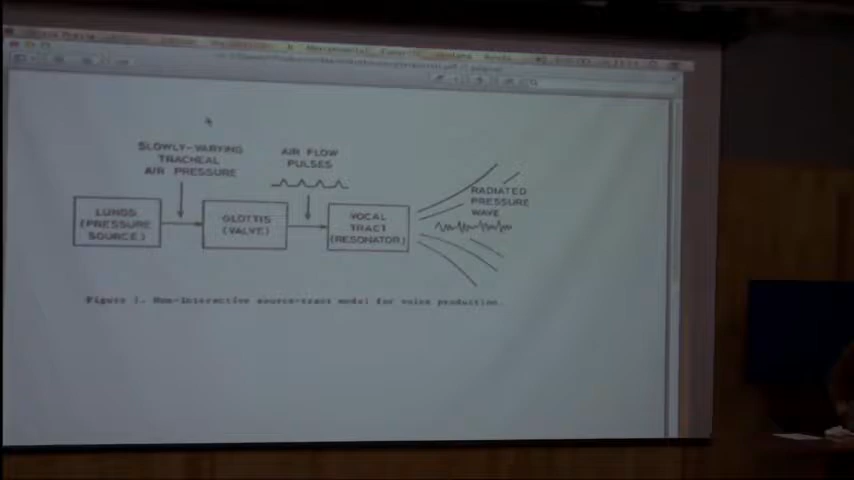 SLOWLY-VARYING
TRACHEAL
AIR PRESSURE
AIR FLOW
PULSES
RADIATED
PRESSURE
WAVE
LUNGS
(PRESSURE
SOURCE)
GLOTTIS
(VALVE)
VOCAL
TRACT
(RESONATOR)
Figure 1. Non-interactive source-tract model for voice production.